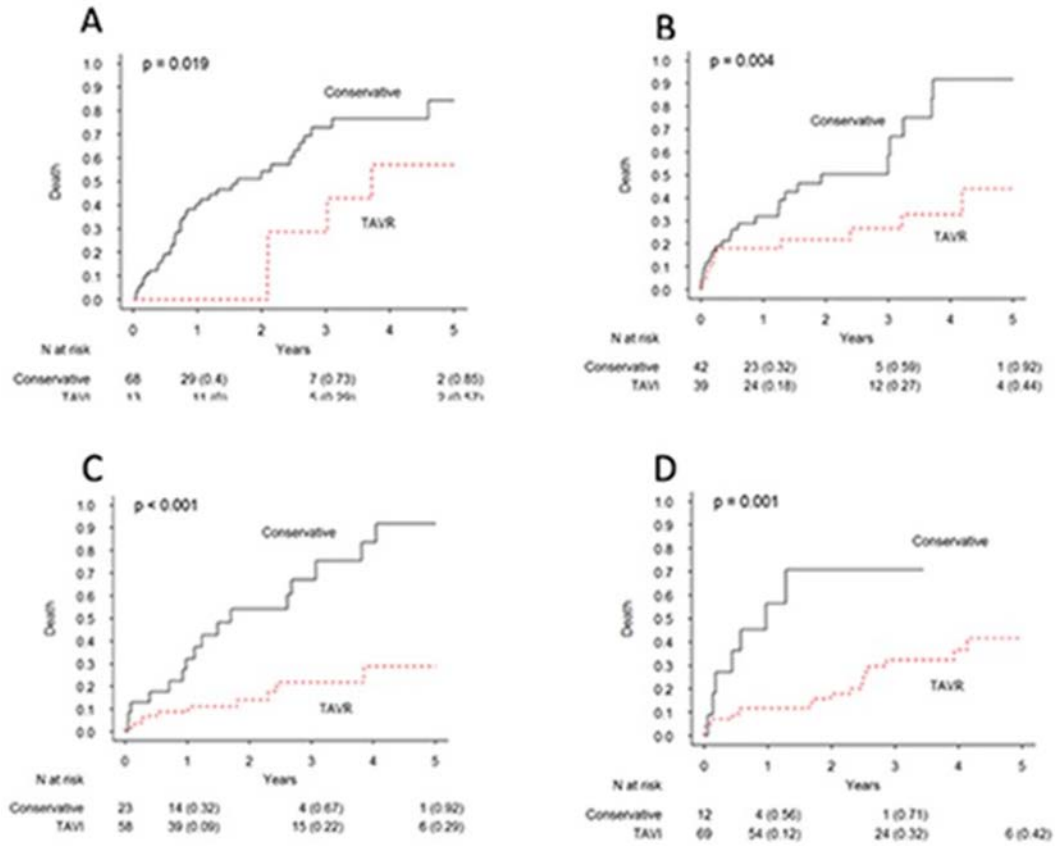 A
p = 0.019
Conservative
TAVR
Death
1.0
0.9
0.8
0.7
0.6
0.5
0.4
0.3
0.2
0.1
0.0
0 1 2 3 4 5
Years
N at risk
Conservative 68 29 (0.4) 7 (0.73) 2 (0.85)
TAVI 13 11 (0) 5 (0.29) 2 (0.57)
B
p = 0.004
Conservative
TAVR
Death
1.0
0.9
0.8
0.7
0.6
0.5
0.4
0.3
0.2
0.1
0.0
0 1 2 3 4 5
Years
N at risk
Conservative 42 23 (0.32) 5 (0.59) 1 (0.92)
TAVI 39 24 (0.18) 12 (0.27) 4 (0.44)
C
p < 0.001
Conservative
TAVR
Death
1.0
0.9
0.8
0.7
0.6
0.5
0.4
0.3
0.2
0.1
0.0
0 1 2 3 4 5
Years
N at risk
Conservative 23 14 (0.32) 4 (0.67) 1 (0.92)
TAVI 58 39 (0.09) 15 (0.22) 6 (0.29)
D
p = 0.001
Conservative
TAVR
Death
1.0
0.9
0.8
0.7
0.6
0.5
0.4
0.3
0.2
0.1
0.0
0 1 2 3 4 5
Years
N at risk
Conservative 12 4 (0.56) 1 (0.71)
TAVI 69 54 (0.12) 24 (0.32) 6 (0.42)